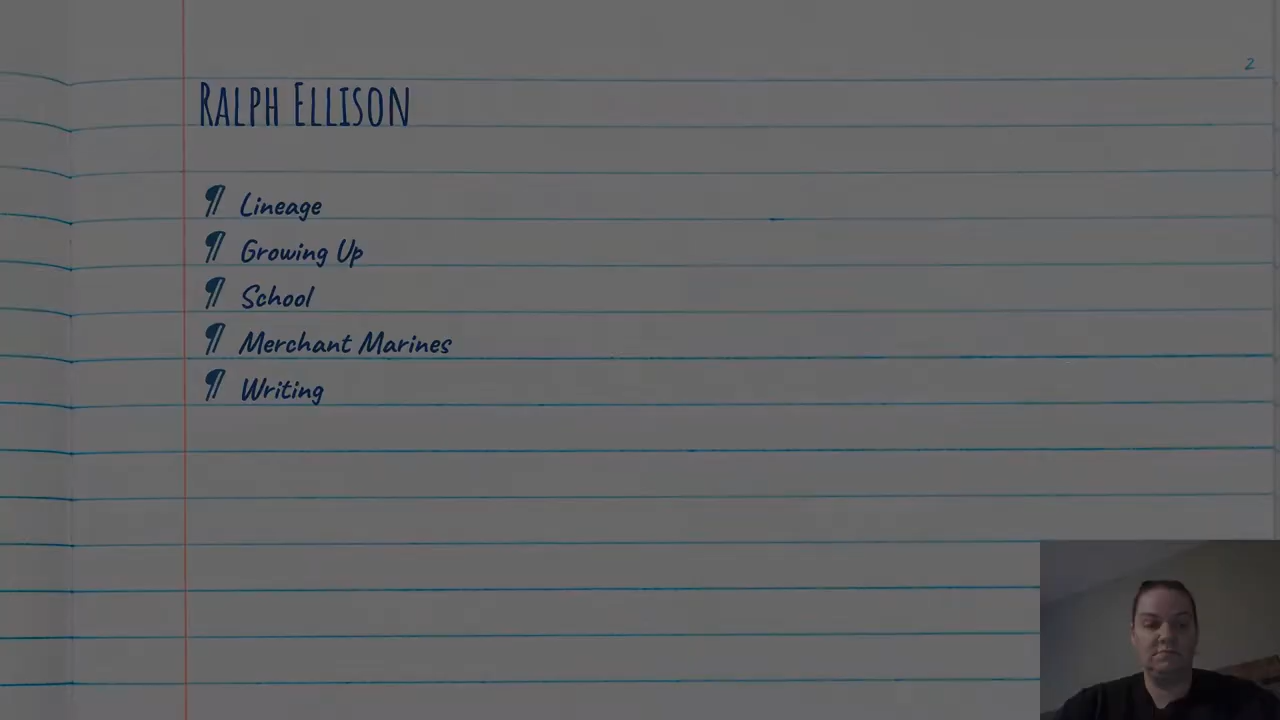 2
Ralph Ellison
¶ Lineage
¶ Growing Up
¶ School
¶ Merchant Marines
¶ Writing